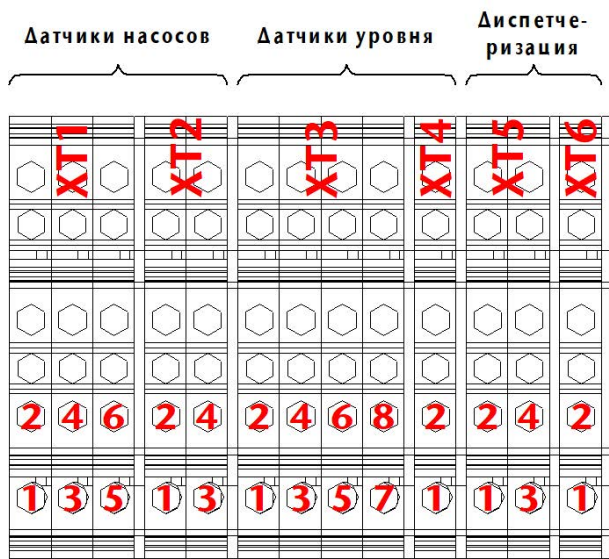 Датчики насосов
Датчики уровня
Диспетче-
ризация
XT1 XT2 XT3 XT4 XT5 XT6
2 4 6 2 4 2 4 6 8 2 2 4 2
1 3 5 1 3 1 3 5 7 1 1 3 1